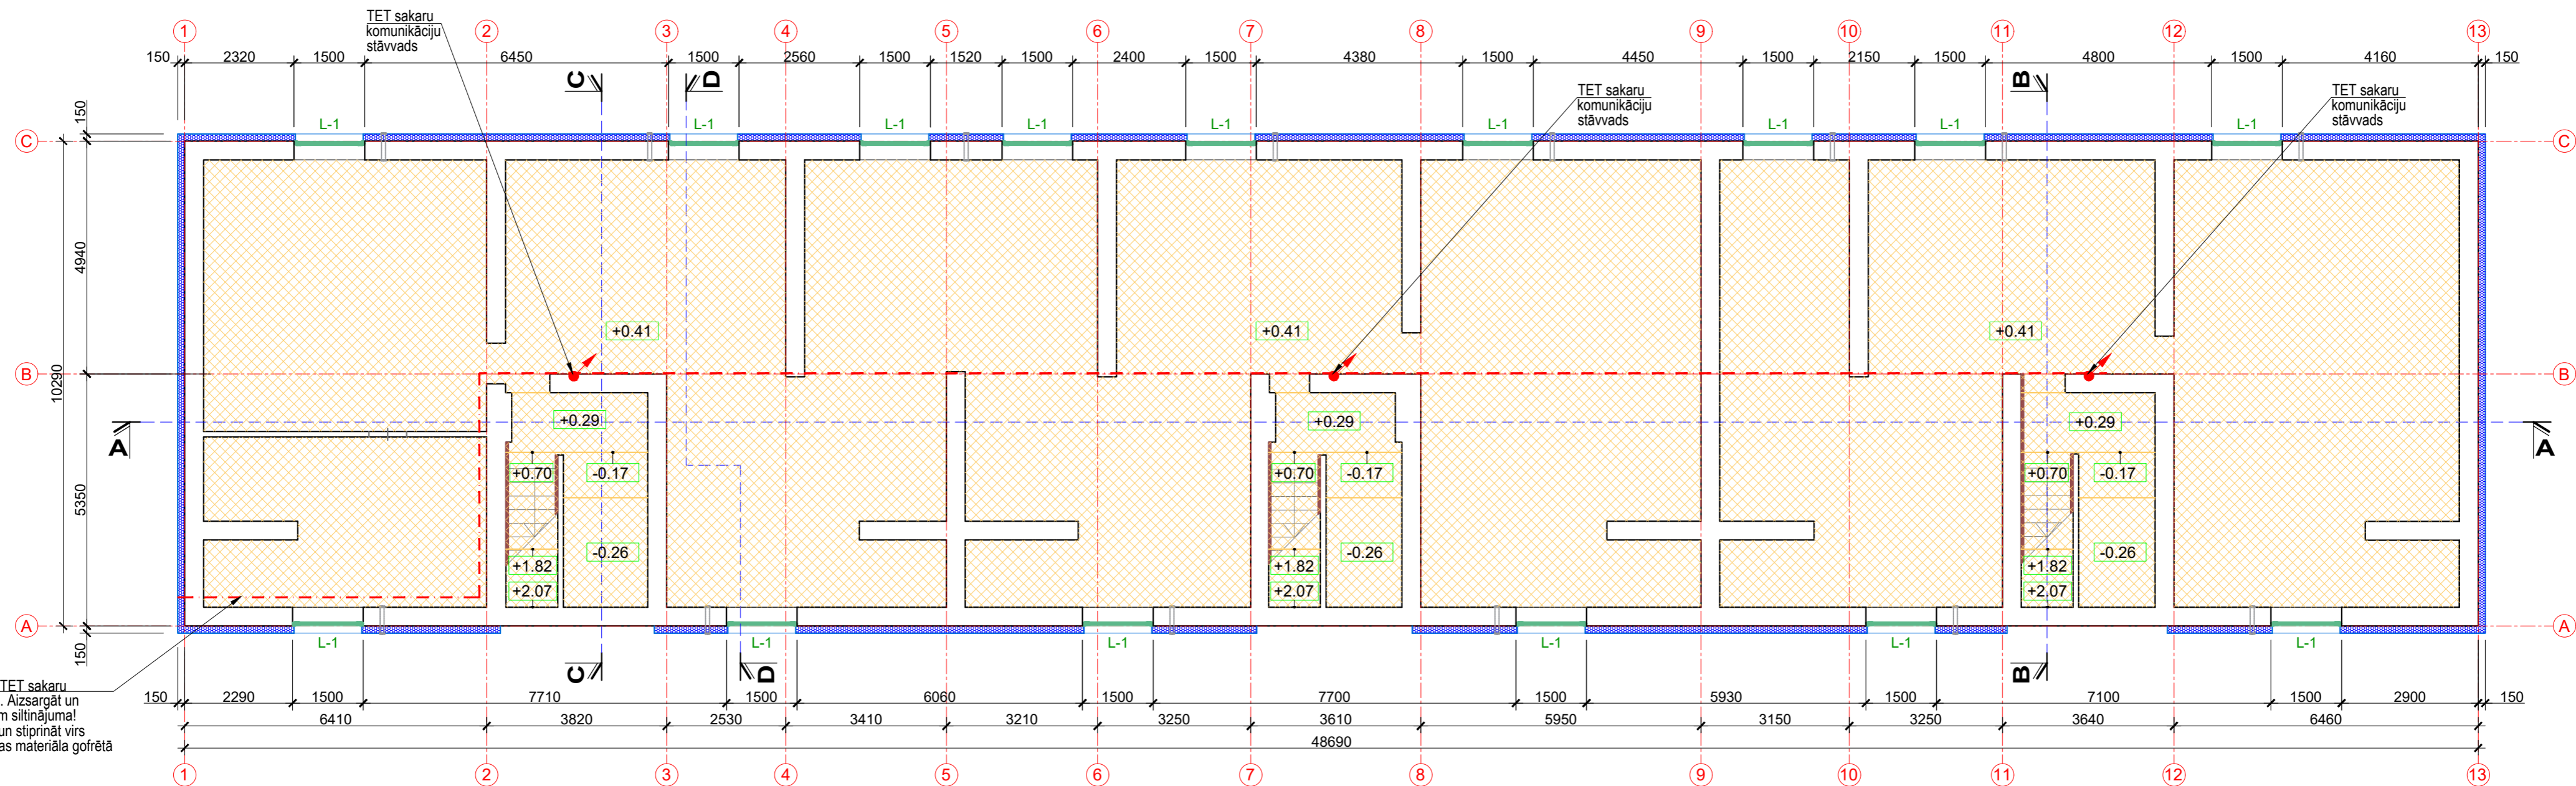 TET sakaru
komunikāciju
stāvvads
1 2 3 4 5 6 7 8 9 10 11 12 13
150 2320 1500 6450 1500 2560 1500 1520 1500 2400 1500 4380 1500 4450 1500 2150 1500 4800 1500 4160 150
C D B
TET sakaru
komunikāciju
stāvvads
TET sakaru
komunikāciju
stāvvads
150
L-1 L-1 L-1 L-1 L-1 L-1 L-1 L-1 L-1
C C
4940
+0.41 +0.41 +0.41
B B
10290
+0.29 +0.29 +0.29
A A
+0.70 -0.17 +0.70 -0.17 +0.70 -0.17
5350
-0.26 -0.26 -0.26
+1.82 +1.82 +1.82
+2.07 +2.07 +2.07
A A
150
L-1 L-1 L-1 L-1 L-1 L-1
C D B
TET sakaru
. Aizsargāt un
m siltinājuma!
un stiprināt virs
as materiāla gofrētā
150 2290 1500 7710 1500 6060 1500 7700 1500 5930 1500 7100 1500 2900 150
6410 3820 2530 3410 3210 3250 3610 5950 3150 3250 3640 6460
48690
1 2 3 4 5 6 7 8 9 10 11 12 13